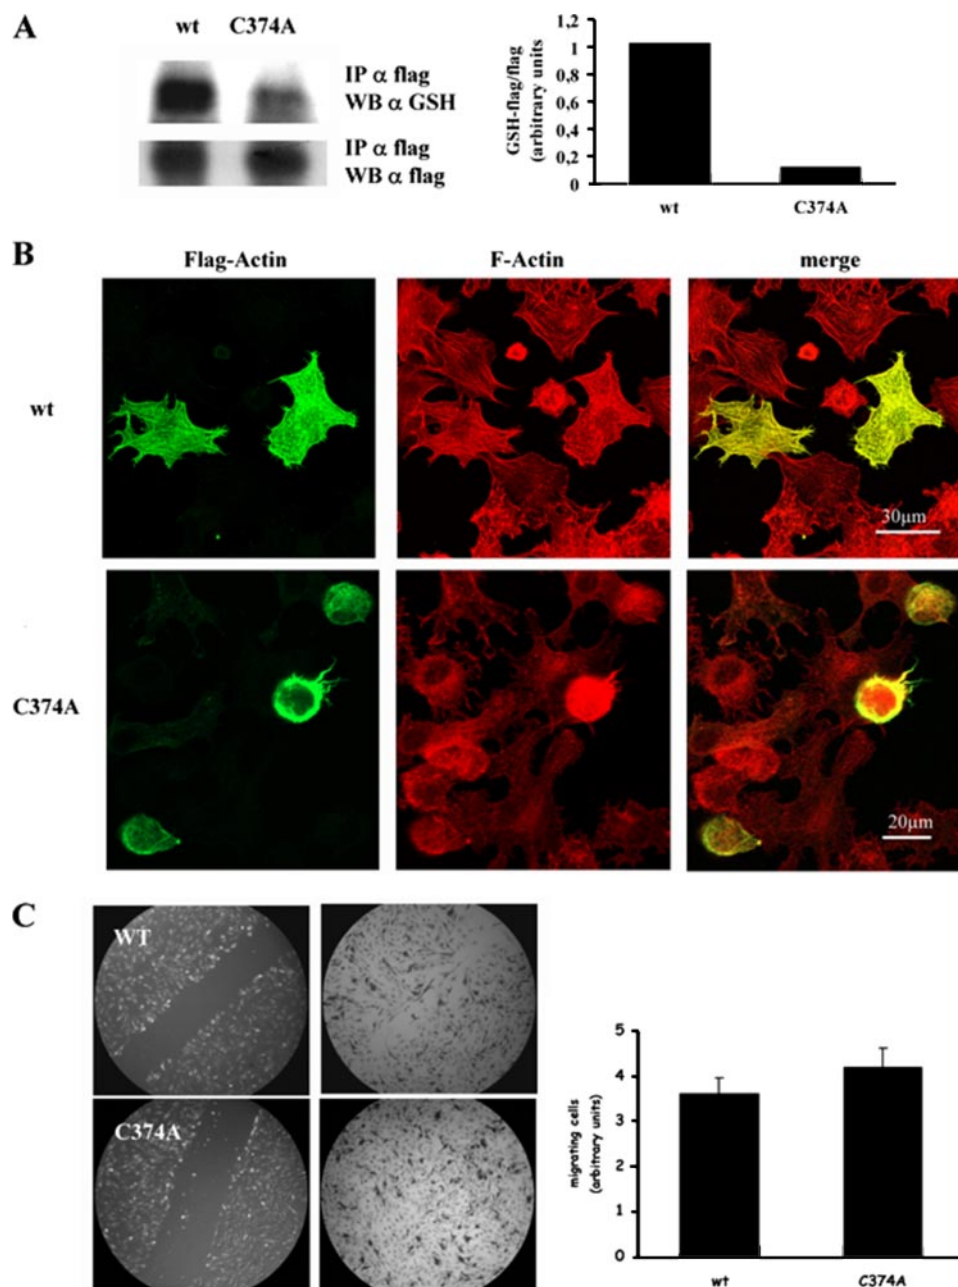 A
wt C374A
IP α flag
WB α GSH
IP α flag
WB α flag
GSH-flag/flag
(arbitrary units
1,2
1
0,8
0,6
0,4
0,2
0
wt C374A
B
Flag-Actin F-Actin merge
wt
30μm
C374A
20μm
C
WT
C374A
migrating cells
(arbitrary units)
5
4
3
2
1
0
wt C374A